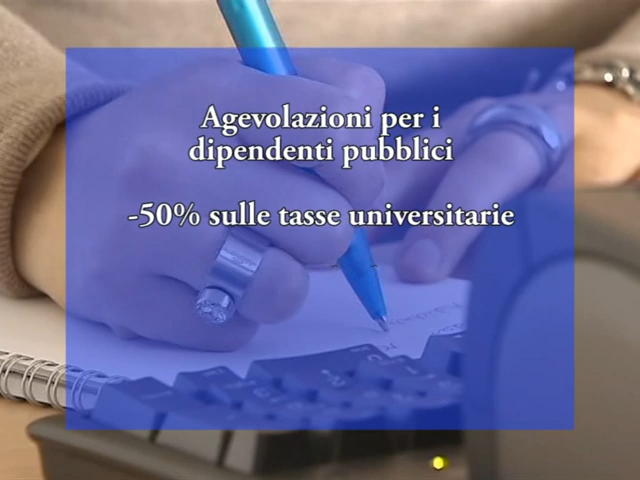 Agevolazioni per i
dipendenti pubblici
-50% sulle tasse universitarie